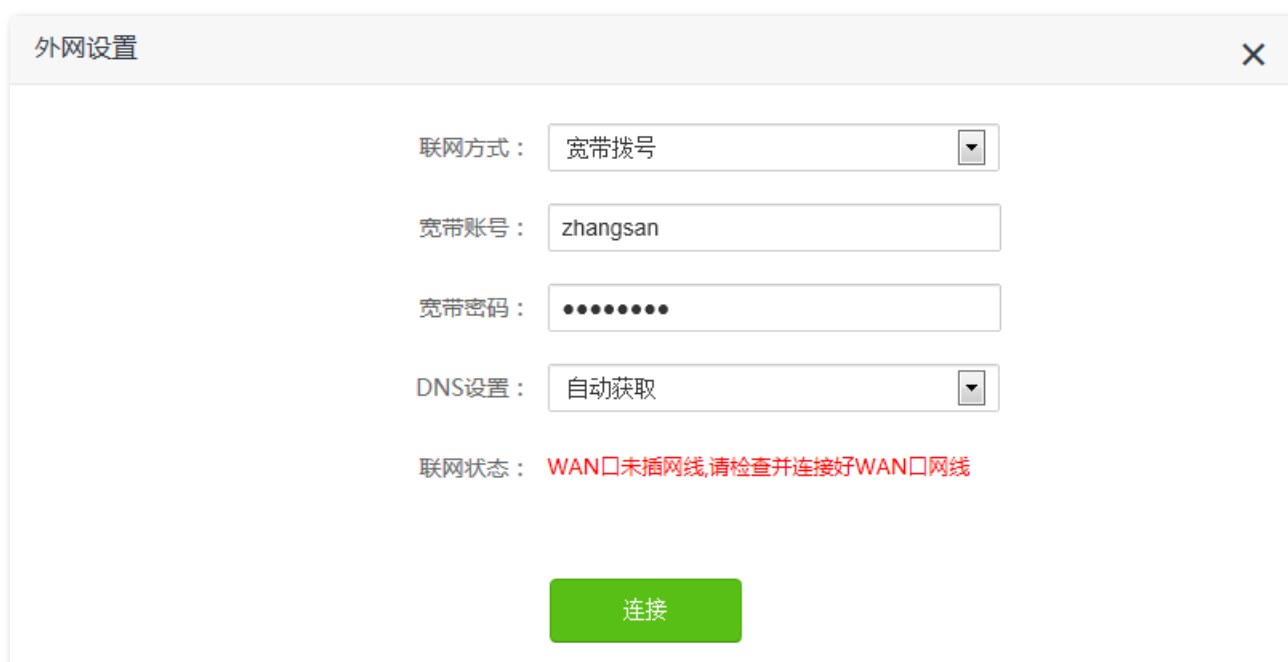 外网设置
联网方式： 宽带拨号
宽带账号： zhangsan
宽带密码： ●●●●●●●●
DNS设置： 自动获取
联网状态： WAN口未插网线,请检查并连接好WAN口网线
连接